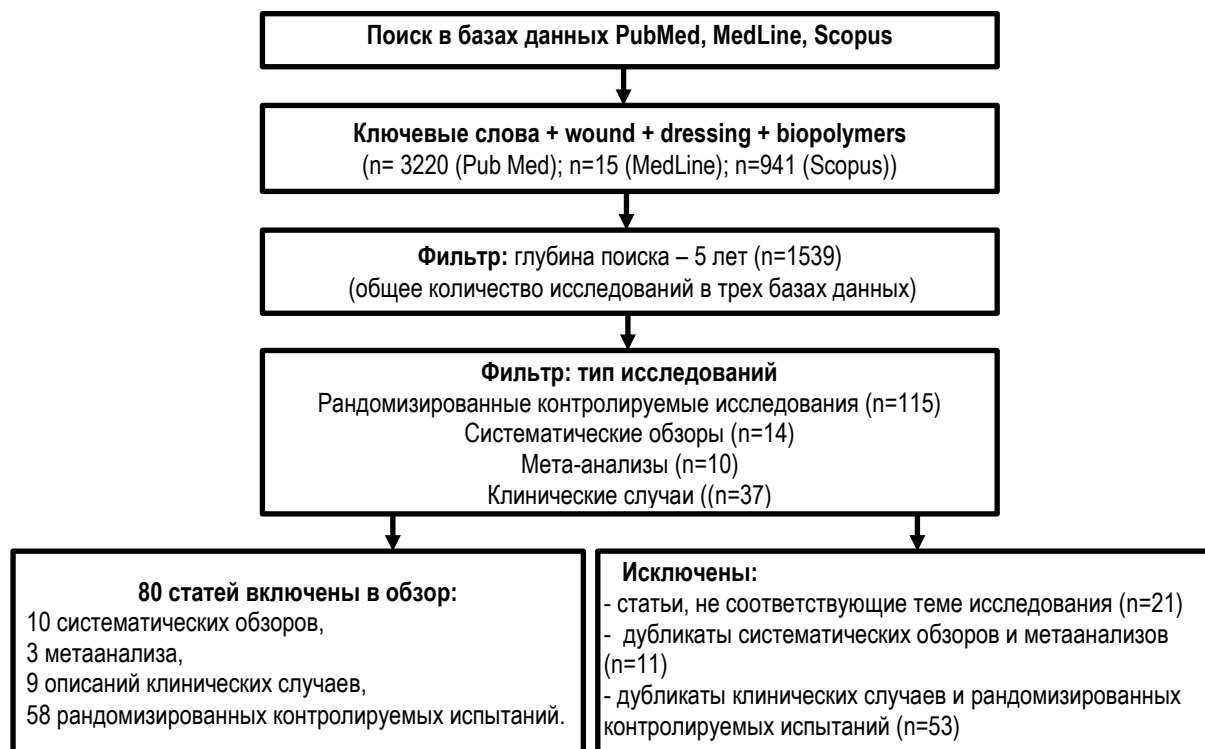 Поиск в базах данных PubMed, MedLine, Scopus
Ключевые слова + wound + dressing + biopolymers
(n= 3220 (Pub Med); n=15 (MedLine); n=941 (Scopus))
Фильтр: глубина поиска – 5 лет (n=1539)
(общее количество исследований в трех базах данных)
Фильтр: тип исследований
Рандомизированные контролируемые исследования (n=115)
Систематические обзоры (n=14)
Мета-анализы (n=10)
Клинические случаи ((n=37)
80 статей включены в обзор:
10 систематических обзоров,
3 метаанализа,
9 описаний клинических случаев,
58 рандомизированных контролируемых испытаний.
Исключены:
- статьи, не соответствующие теме исследования (n=21)
- дубликаты систематических обзоров и метаанализов
(n=11)
- дубликаты клинических случаев и рандомизированных
контролируемых испытаний (n=53)